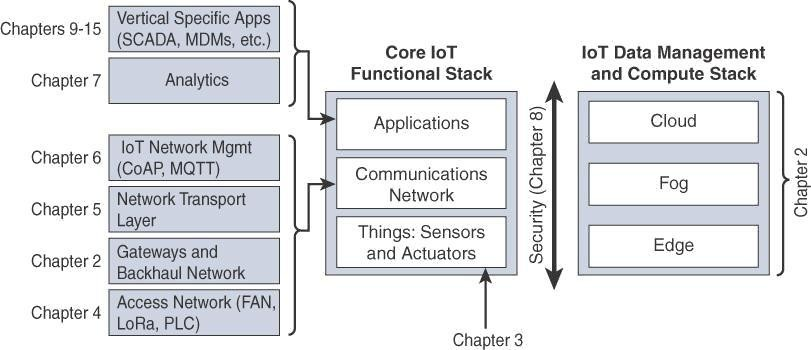 Chapters 9-15
Vertical Specific Apps
(SCADA, MDMs, etc.)
Chapter 7
Analytics
Chapter 6
IoT Network Mgmt
(CoAP, MQTT)
Chapter 5
Network Transport
Layer
Chapter 2
Gateways and
Backhaul Network
Chapter 4
Access Network (FAN,
LoRa, PLC)
Core IoT
Functional Stack
Applications
Communications
Network
Things: Sensors
and Actuators
Chapter 3
Security (Chapter 8)
IoT Data Management
and Compute Stack
Cloud
Fog
Edge
Chapter 2